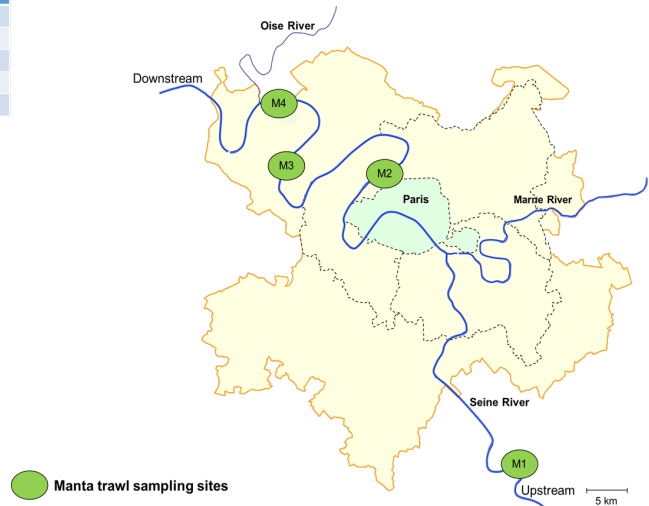 Oise River
Downstream
M4
M3
M2
Paris
Marne River
Seine River
M1
Manta trawl sampling sites
Upstream
5 km